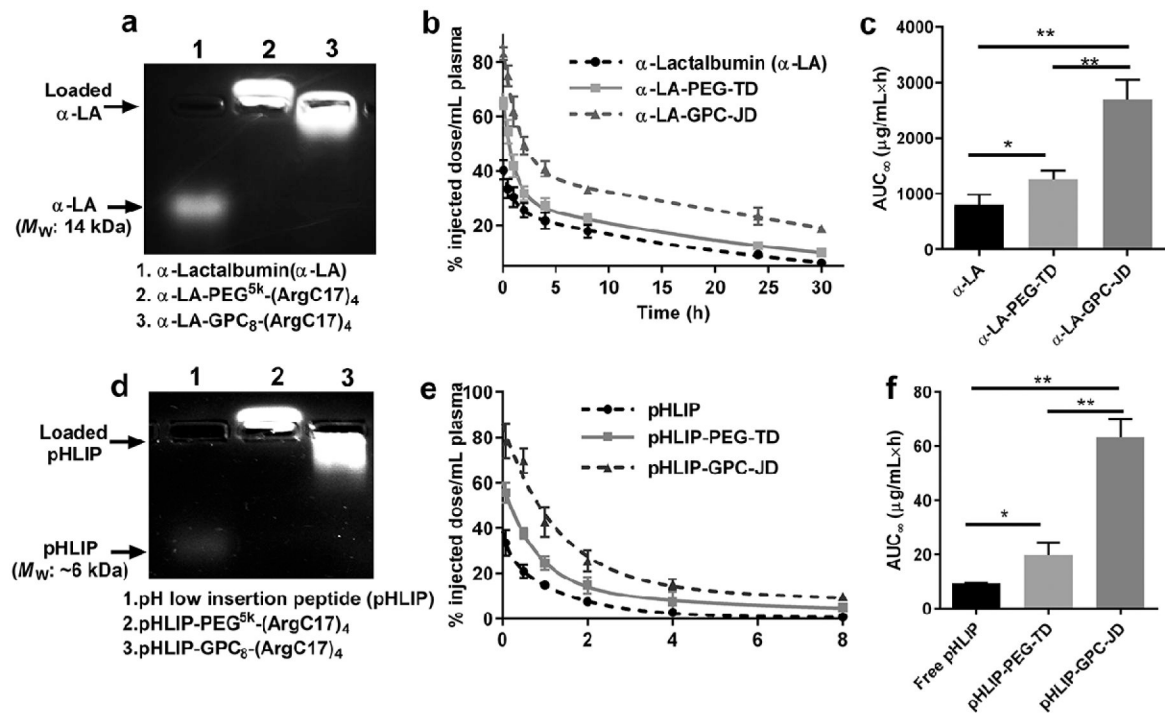 a
1 2 3
Loaded
α-LA
α-LA
(Mw: 14 kDa)
1. α-Lactalbumin(α-LA)
2. α-LA-PEG5k-(ArgC17)4
3. α-LA-GPC8-(ArgC17)4
b
% injected dose/mL plasma
80
60
40
20
0 5 10 15 20 25 30
Time (h)
α-Lactalbumin (α-LA)
α-LA-PEG-TD
α-LA-GPC-JD
c
AUC∞ (μg/mL×h)
4000
3000
2000
1000
0
**
**
*
α-LA
α-LA-PEG-TD
α-LA-GPC-JD
d
1 2 3
Loaded
pHLIP
pHLIP
(Mw: ~6 kDa)
1.pH low insertion peptide (pHLIP)
2.pHLIP-PEG5k-(ArgC17)4
3.pHLIP-GPC8-(ArgC17)4
e
% injected dose/mL plasma
100
80
60
40
20
0
0 2 4 6 8
pHLIP
pHLIP-PEG-TD
pHLIP-GPC-JD
f
AUC∞ (μg/mL×h)
80
60
40
20
0
**
**
*
Free pHLIP
pHLIP-PEG-TD
pHLIP-GPC-JD